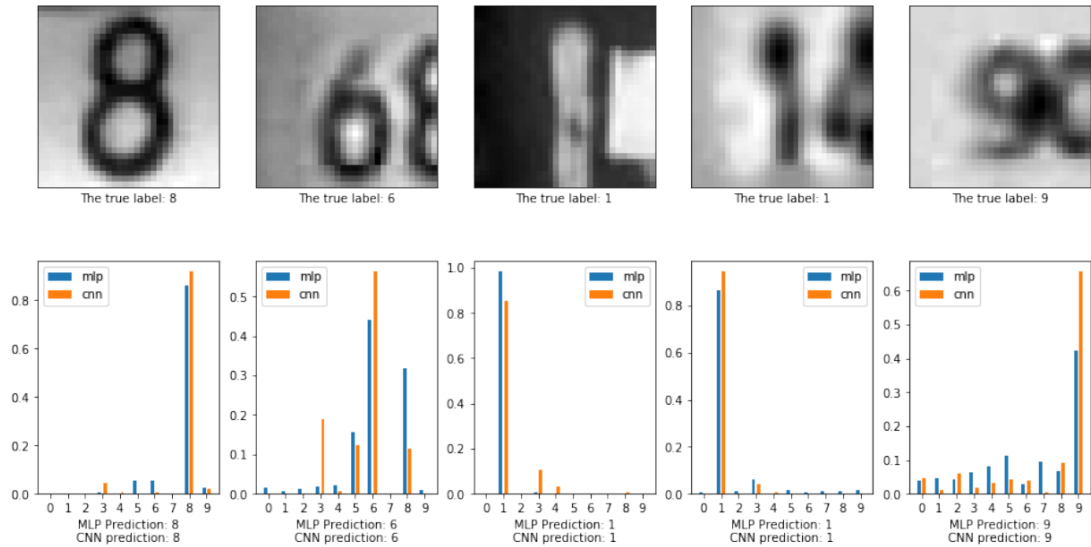 8
6 8
1
1
9
The true label: 8
The true label: 6
The true label: 1
The true label: 1
The true label: 9
mlp
cnn
0.8
0.6
0.4
0.2
0.0
0 1 2 3 4 5 6 7 8 9
MLP Prediction: 8
CNN prediction: 8
mlp
cnn
0.5
0.4
0.3
0.2
0.1
0.0
0 1 2 3 4 5 6 7 8 9
MLP Prediction: 6
CNN prediction: 6
mlp
cnn
1.0
0.8
0.6
0.4
0.2
0.0
0 1 2 3 4 5 6 7 8 9
MLP Prediction: 1
CNN prediction: 1
mlp
cnn
0.8
0.6
0.4
0.2
0.0
0 1 2 3 4 5 6 7 8 9
MLP Prediction: 1
CNN prediction: 1
mlp
cnn
0.6
0.5
0.4
0.3
0.2
0.1
0.0
0 1 2 3 4 5 6 7 8 9
MLP Prediction: 9
CNN prediction: 9